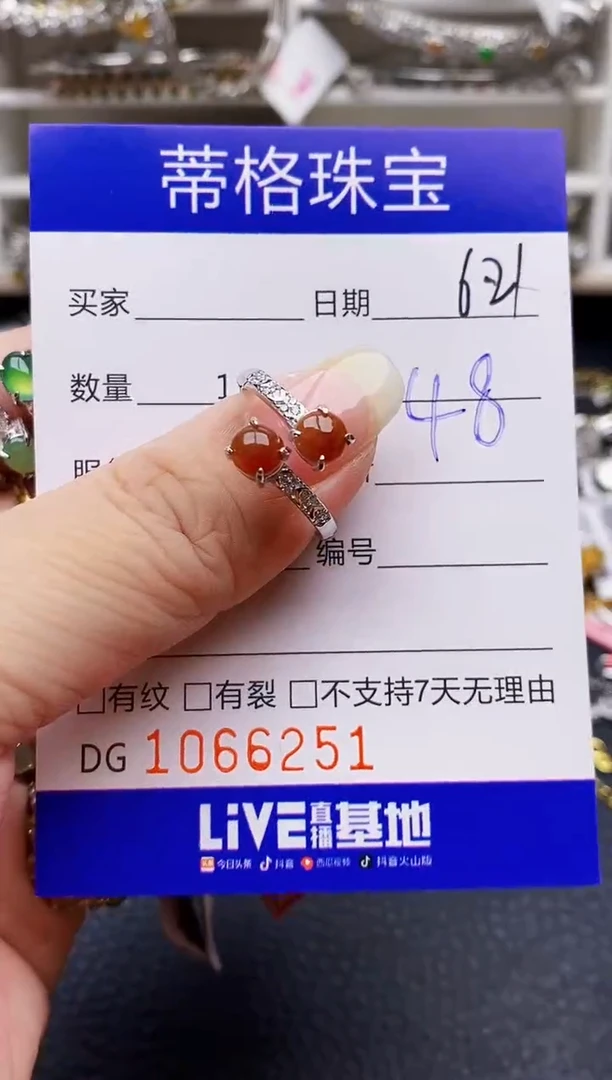 蒂格珠宝
买家 日期 621
数量 1 48
编号
□有纹 □有裂 □不支持7天无理由
DG 1066251
LiVE直播基地
今日头条 抖音 西瓜视频 抖音火山版